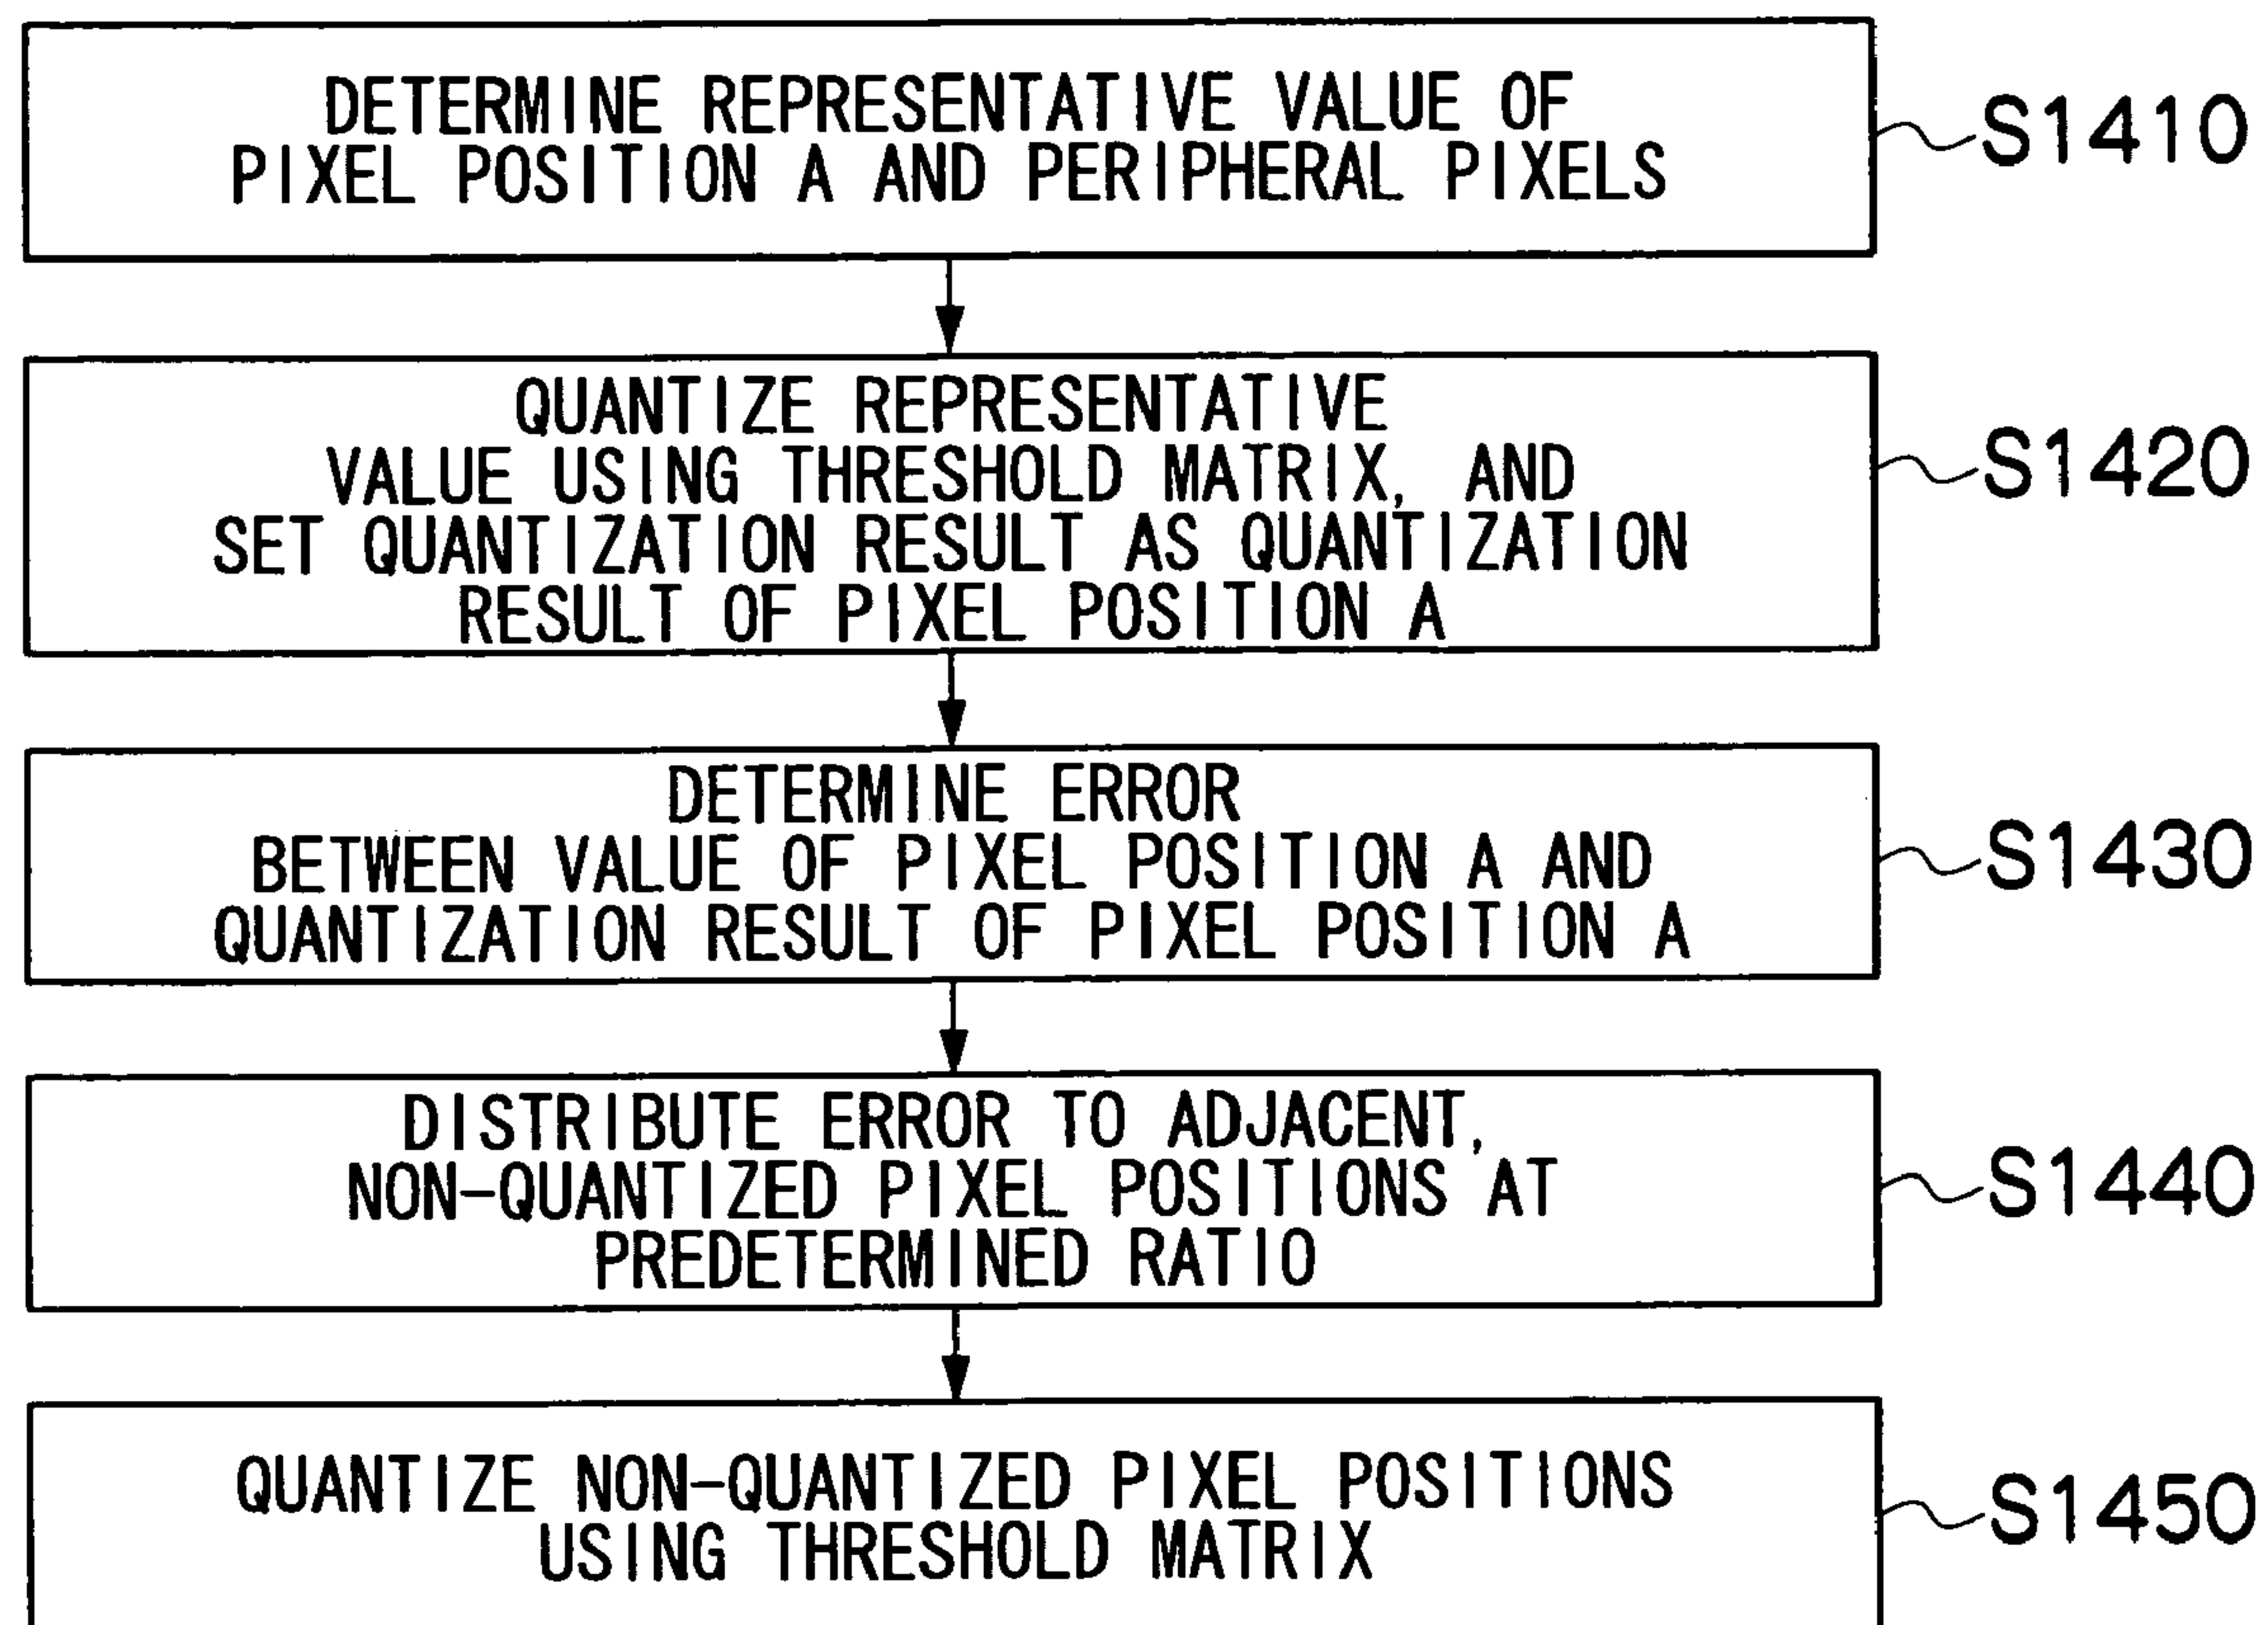 DETERMINE REPRESENTATIVE VALUE OF
PIXEL POSITION A AND PERIPHERAL PIXELS
S1410
QUANTIZE REPRESENTATIVE
VALUE USING THRESHOLD MATRIX, AND
SET QUANTIZATION RESULT AS QUANTIZATION
RESULT OF PIXEL POSITION A
S1420
DETERMINE ERROR
BETWEEN VALUE OF PIXEL POSITION A AND
QUANTIZATION RESULT OF PIXEL POSITION A
S1430
DISTRIBUTE ERROR TO ADJACENT,
NON-QUANTIZED PIXEL POSITIONS AT
PREDETERMINED RATIO
S1440
QUANTIZE NON-QUANTIZED PIXEL POSITIONS
USING THRESHOLD MATRIX
S1450